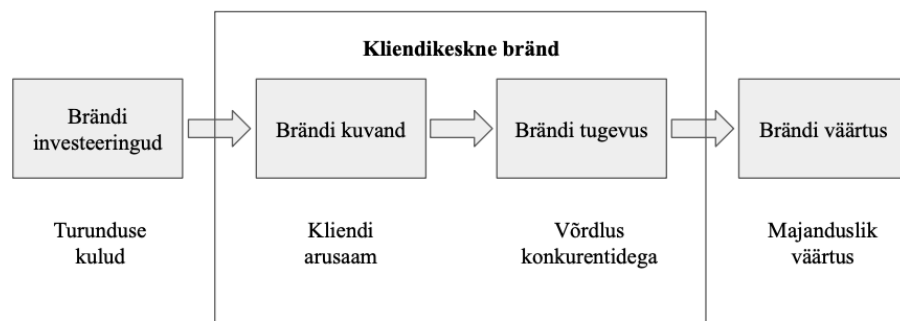 Kliendikeskne bränd
Brändi
investeeringud
Brändi kuvand
Brändi tugevus
Brändi väärtus
Turunduse
kulud
Kliendi
arusaam
Võrdlus
konkurentidega
Majanduslik
väärtus